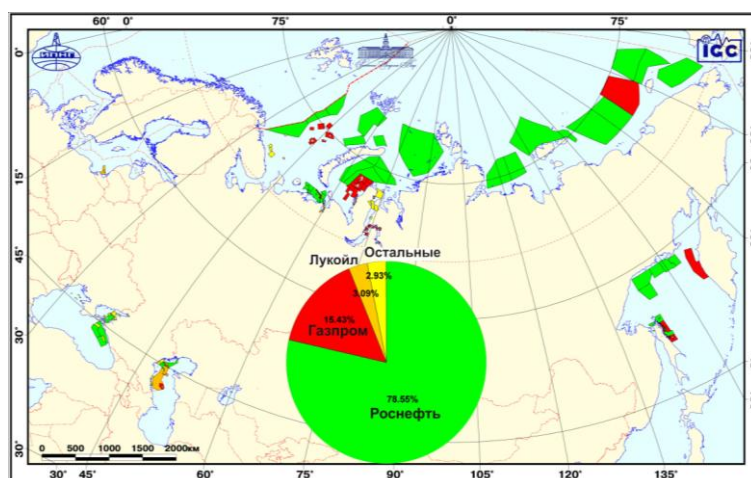 60° 0° 75° 0° 75°
0°
IGC
15°
45°
30°
30°
Остальные
Лукойл
2.93%
3.09%
15.43%
Газпром
78.55%
Роснефть
0 500 1000 1500 2000км
30° 45° 60° 75° 90° 105° 120° 135°